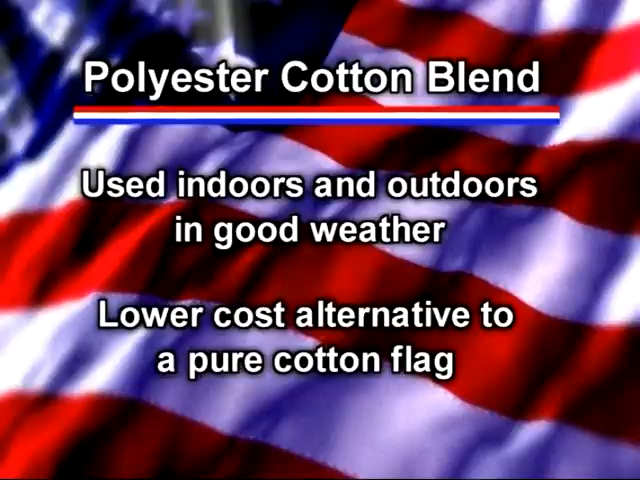 Polyester Cotton Blend
Used indoors and outdoors
in good weather
Lower cost alternative to
a pure cotton flag